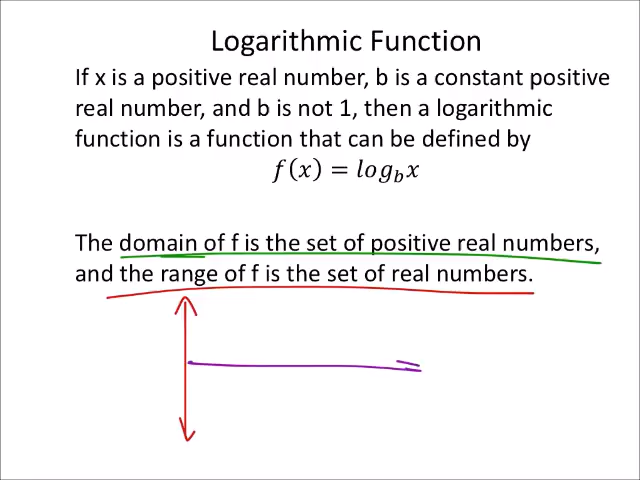 Logarithmic Function
If x is a positive real number, b is a constant positive
real number, and b is not 1, then a logarithmic
function is a function that can be defined by
f(x) = log_b x
The domain of f is the set of positive real numbers,
and the range of f is the set of real numbers.